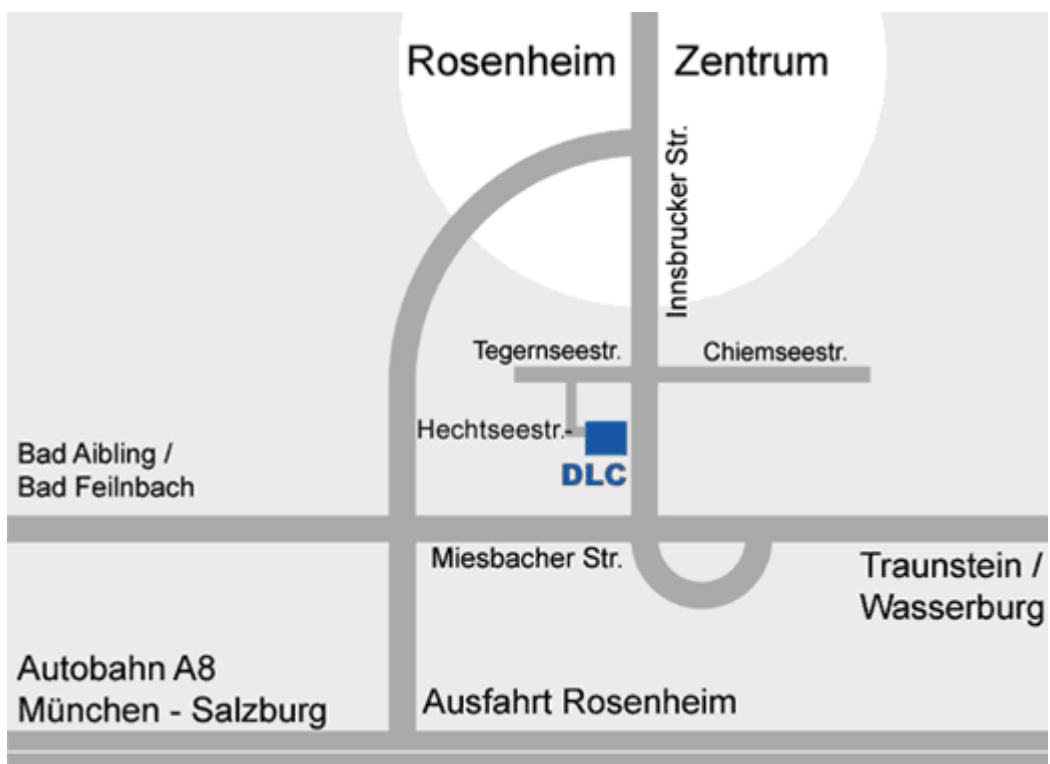 Rosenheim Zentrum
Innsbrucker Str.
Tegernseestr.
Chiemseestr.
Hechtseestr.-
DLC
Bad Aibling /
Bad Feilnbach
Miesbacher Str.
Traunstein /
Wasserburg
Autobahn A8
München - Salzburg
Ausfahrt Rosenheim